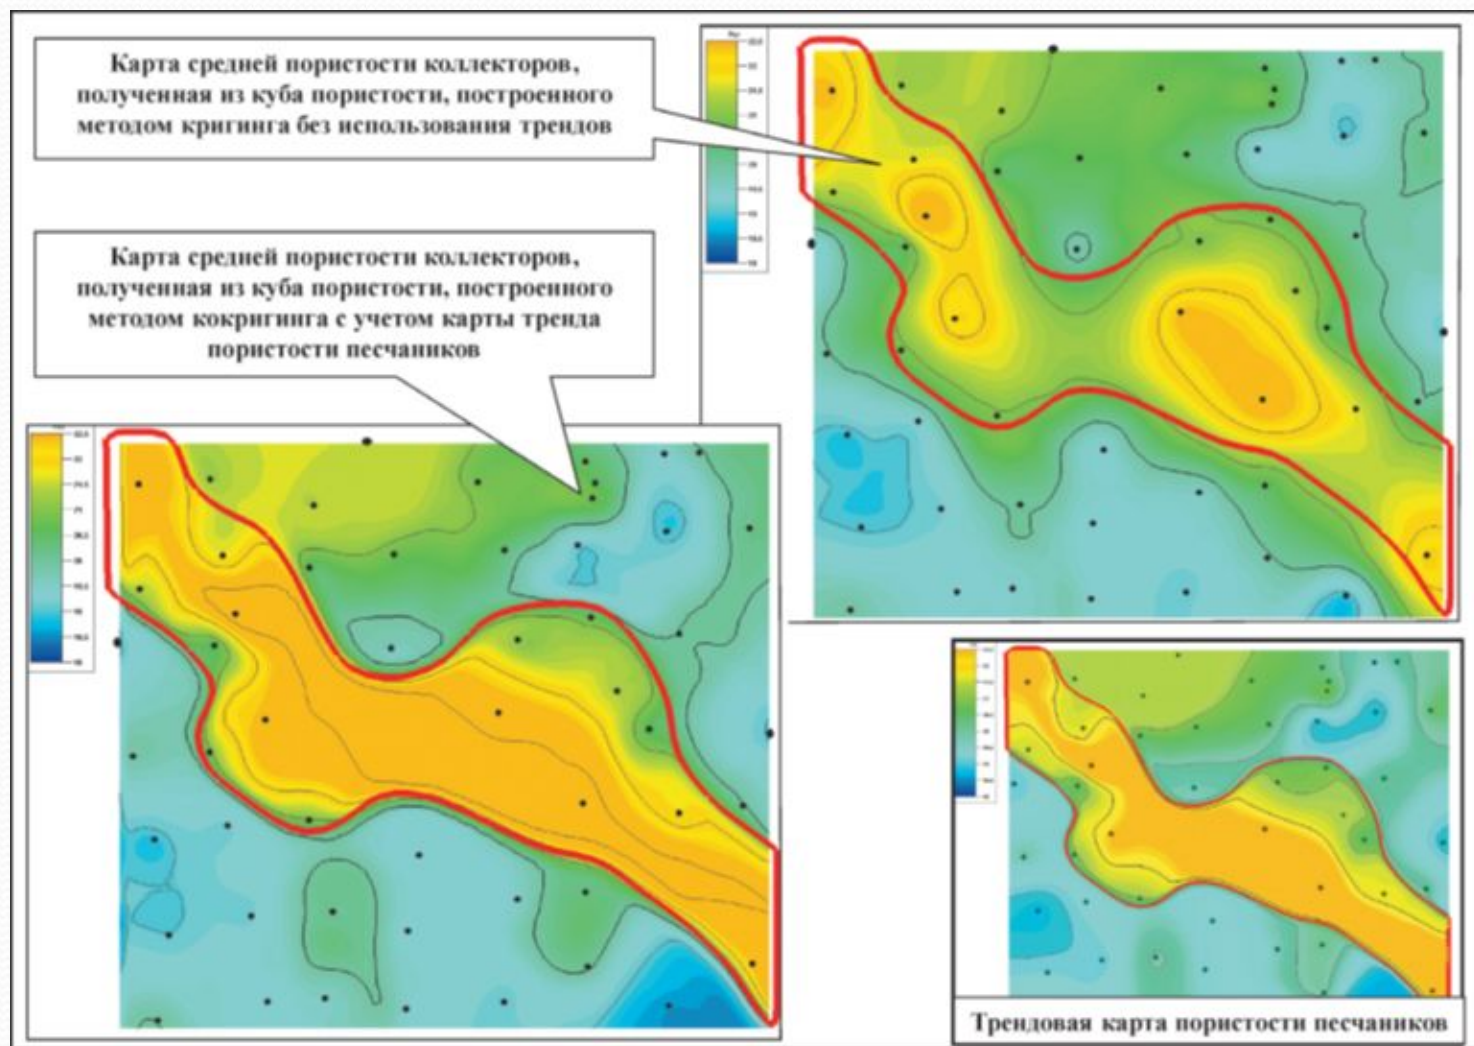 Карта средней пористости коллекторов,
полученная из куба пористости, построенного
методом кригинга без использования трендов
Карта средней пористости коллекторов,
полученная из куба пористости, построенного
методом кокригинга с учетом карты тренда
пористости песчаников
Трендовая карта пористости песчаников